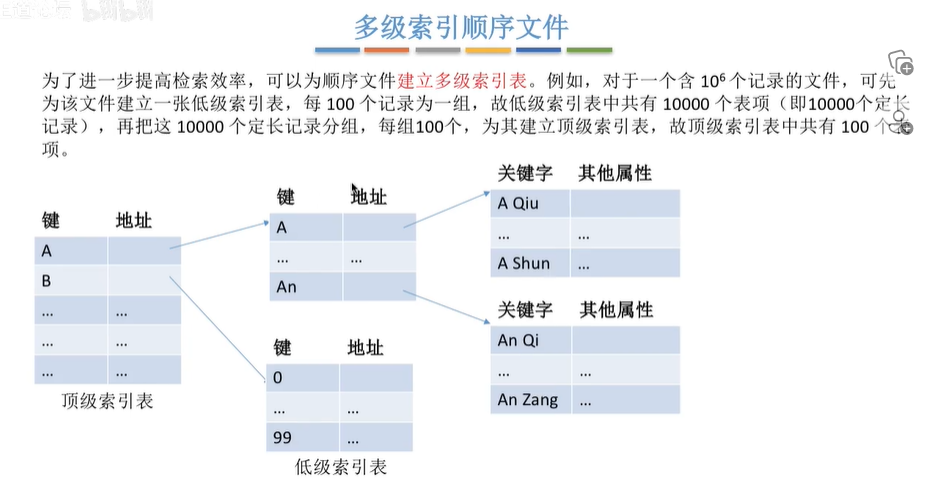 多级索引顺序文件
为了进一步提高检索效率，可以为顺序文件建立多级索引表。例如，对于一个含 10⁶ 个记录的文件，可先
为该文件建立一张低级索引表，每 100 个记录为一组，故低级索引表中共有 10000 个表项（即10000个定长
记录），再把这 10000 个定长记录分组，每组100个，为其建立顶级索引表，故顶级索引表中共有 100 个
项。
键 地址
A
B
... ...
... ...
... ...
顶级索引表
键 地址
A
... ...
An
键 地址
0
... ...
99 ...
低级索引表
关键字 其他属性
A Qiu
... ...
A Shun ...
关键字 其他属性
An Qi
... ...
An Zang ...